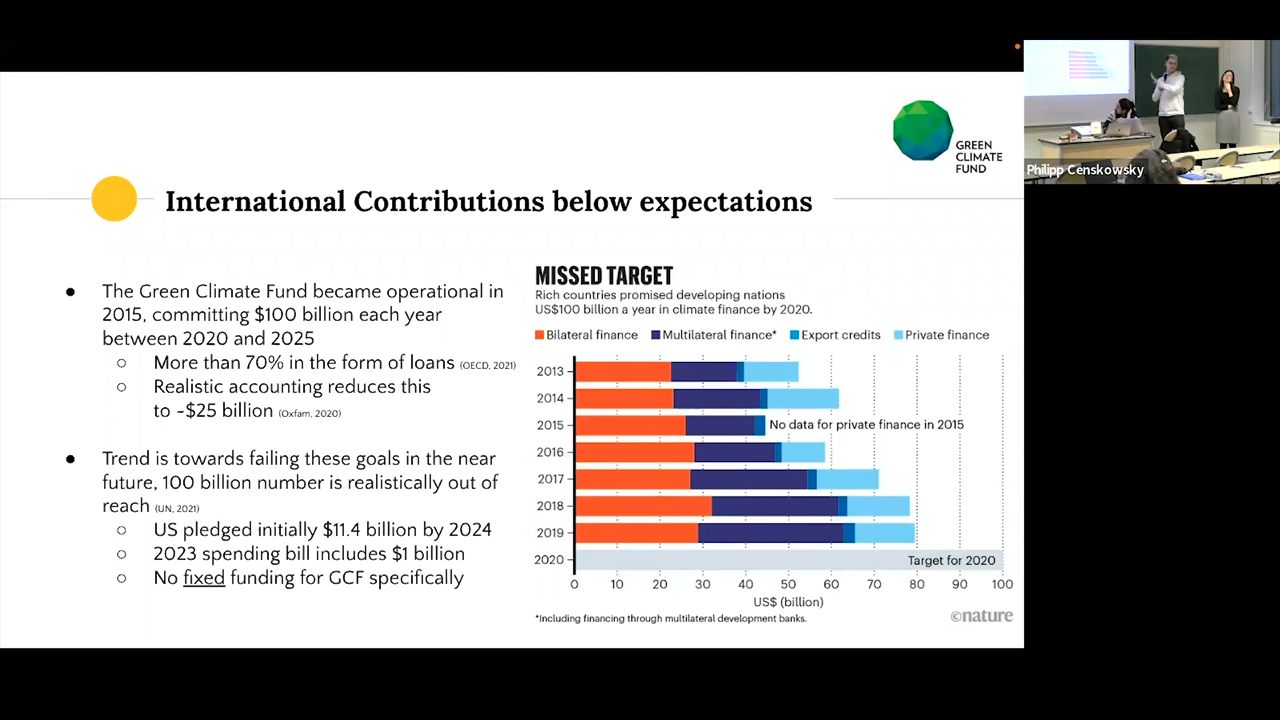 GREEN
CLIMATE
FUND
Philipp Censkowsky
International Contributions below expectations
● The Green Climate Fund became operational in
2015, committing $100 billion each year
between 2020 and 2025
○ More than 70% in the form of loans (OECD, 2021)
○ Realistic accounting reduces this
to ~$25 billion (Oxfam, 2020)
● Trend is towards failing these goals in the near
future, 100 billion number is realistically out of
reach (UN, 2021)
○ US pledged initially $11.4 billion by 2024
○ 2023 spending bill includes $1 billion
○ No fixed funding for GCF specifically
MISSED TARGET
Rich countries promised developing nations
US$100 billion a year in climate finance by 2020.
Bilateral finance Multilateral finance* Export credits Private finance
2013
2014
2015 No data for private finance in 2015
2016
2017
2018
2019
2020 Target for 2020
0 10 20 30 40 50 60 70 80 90 100
US$ (billion)
*Including financing through multilateral development banks.
©nature